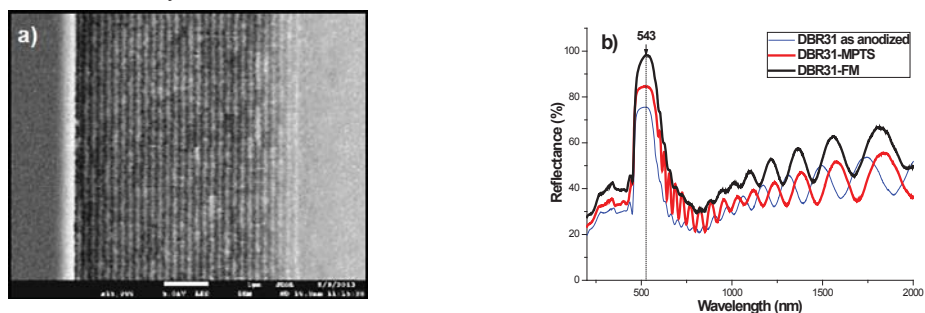 a)
1µm
b)
543
DBR31 as anodized
DBR31-MPTS
DBR31-FM
Reflectance (%)
100
80
60
40
20
0
500
1000
1500
2000
Wavelength (nm)